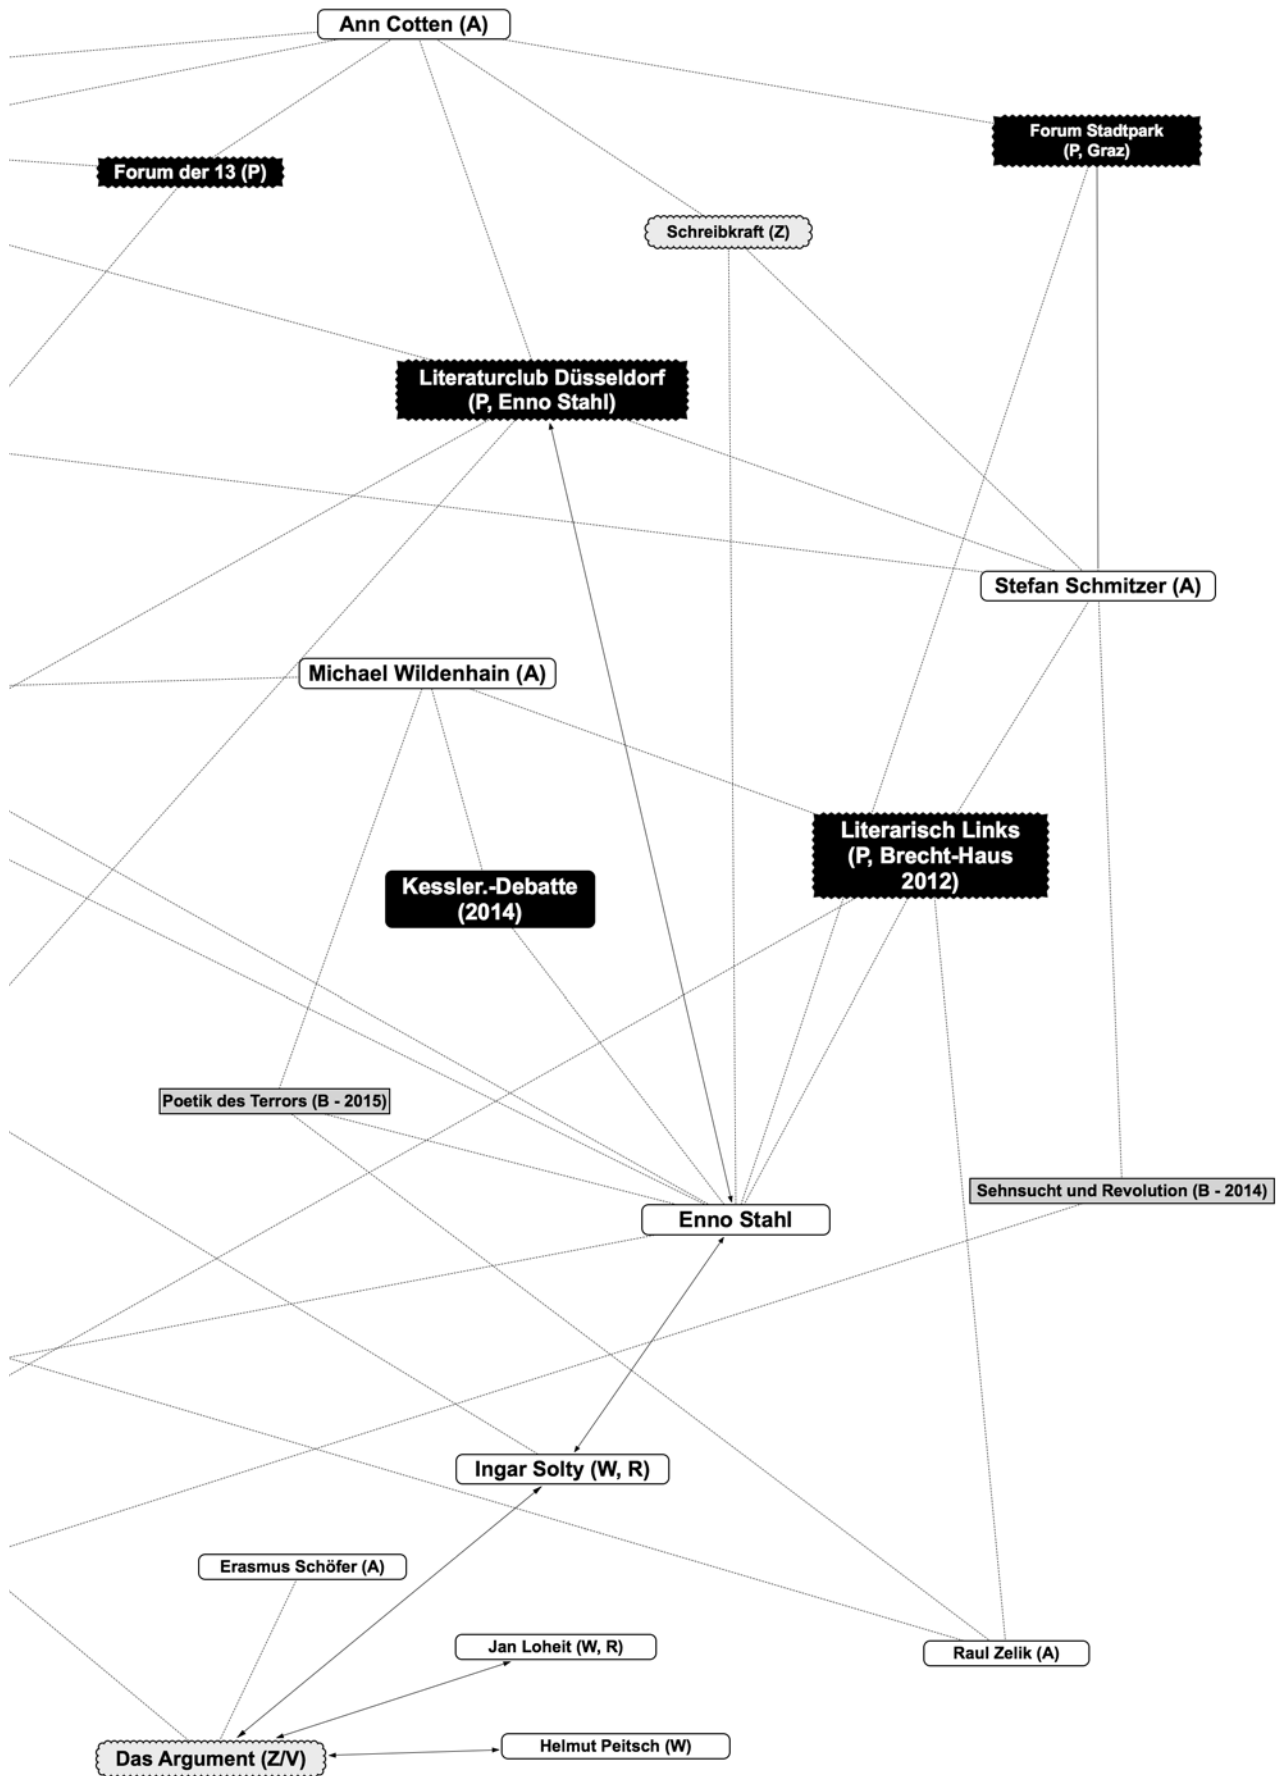 Ann Cotten (A)
Forum Stadtpark
(P, Graz)
Forum der 13 (P)
Schreibkraft (Z)
Literaturclub Düsseldorf
(P, Enno Stahl)
Stefan Schmitzer (A)
Michael Wildenhain (A)
Literarisch Links
(P, Brecht-Haus
2012)
Kessler.-Debatte
(2014)
Poetik des Terrors (B - 2015)
Sehnsucht und Revolution (B - 2014)
Enno Stahl
Ingar Solty (W, R)
Erasmus Schöfer (A)
Jan Loheit (W, R)
Raul Zelik (A)
Helmut Peitsch (W)
Das Argument (Z/V)